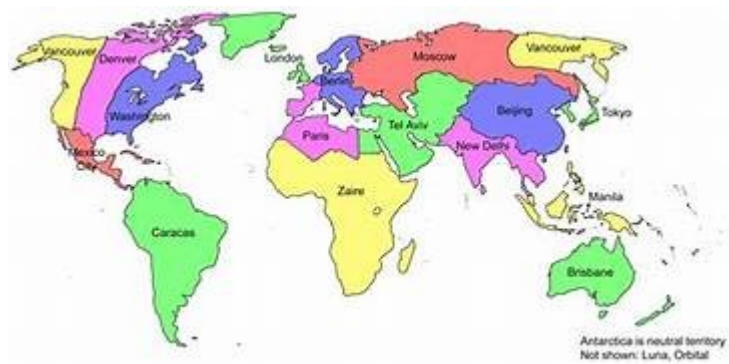 Vancouver
Denver
Washington
Mexico
City
Caracas
London
Berlin
Paris
Moscow
Vancouver
Tel Aviv
Beijing
Tokyo
New Delhi
Zaire
Manila
Brisbane
Antarctica is neutral territory
Not shown: Luna, Orbital